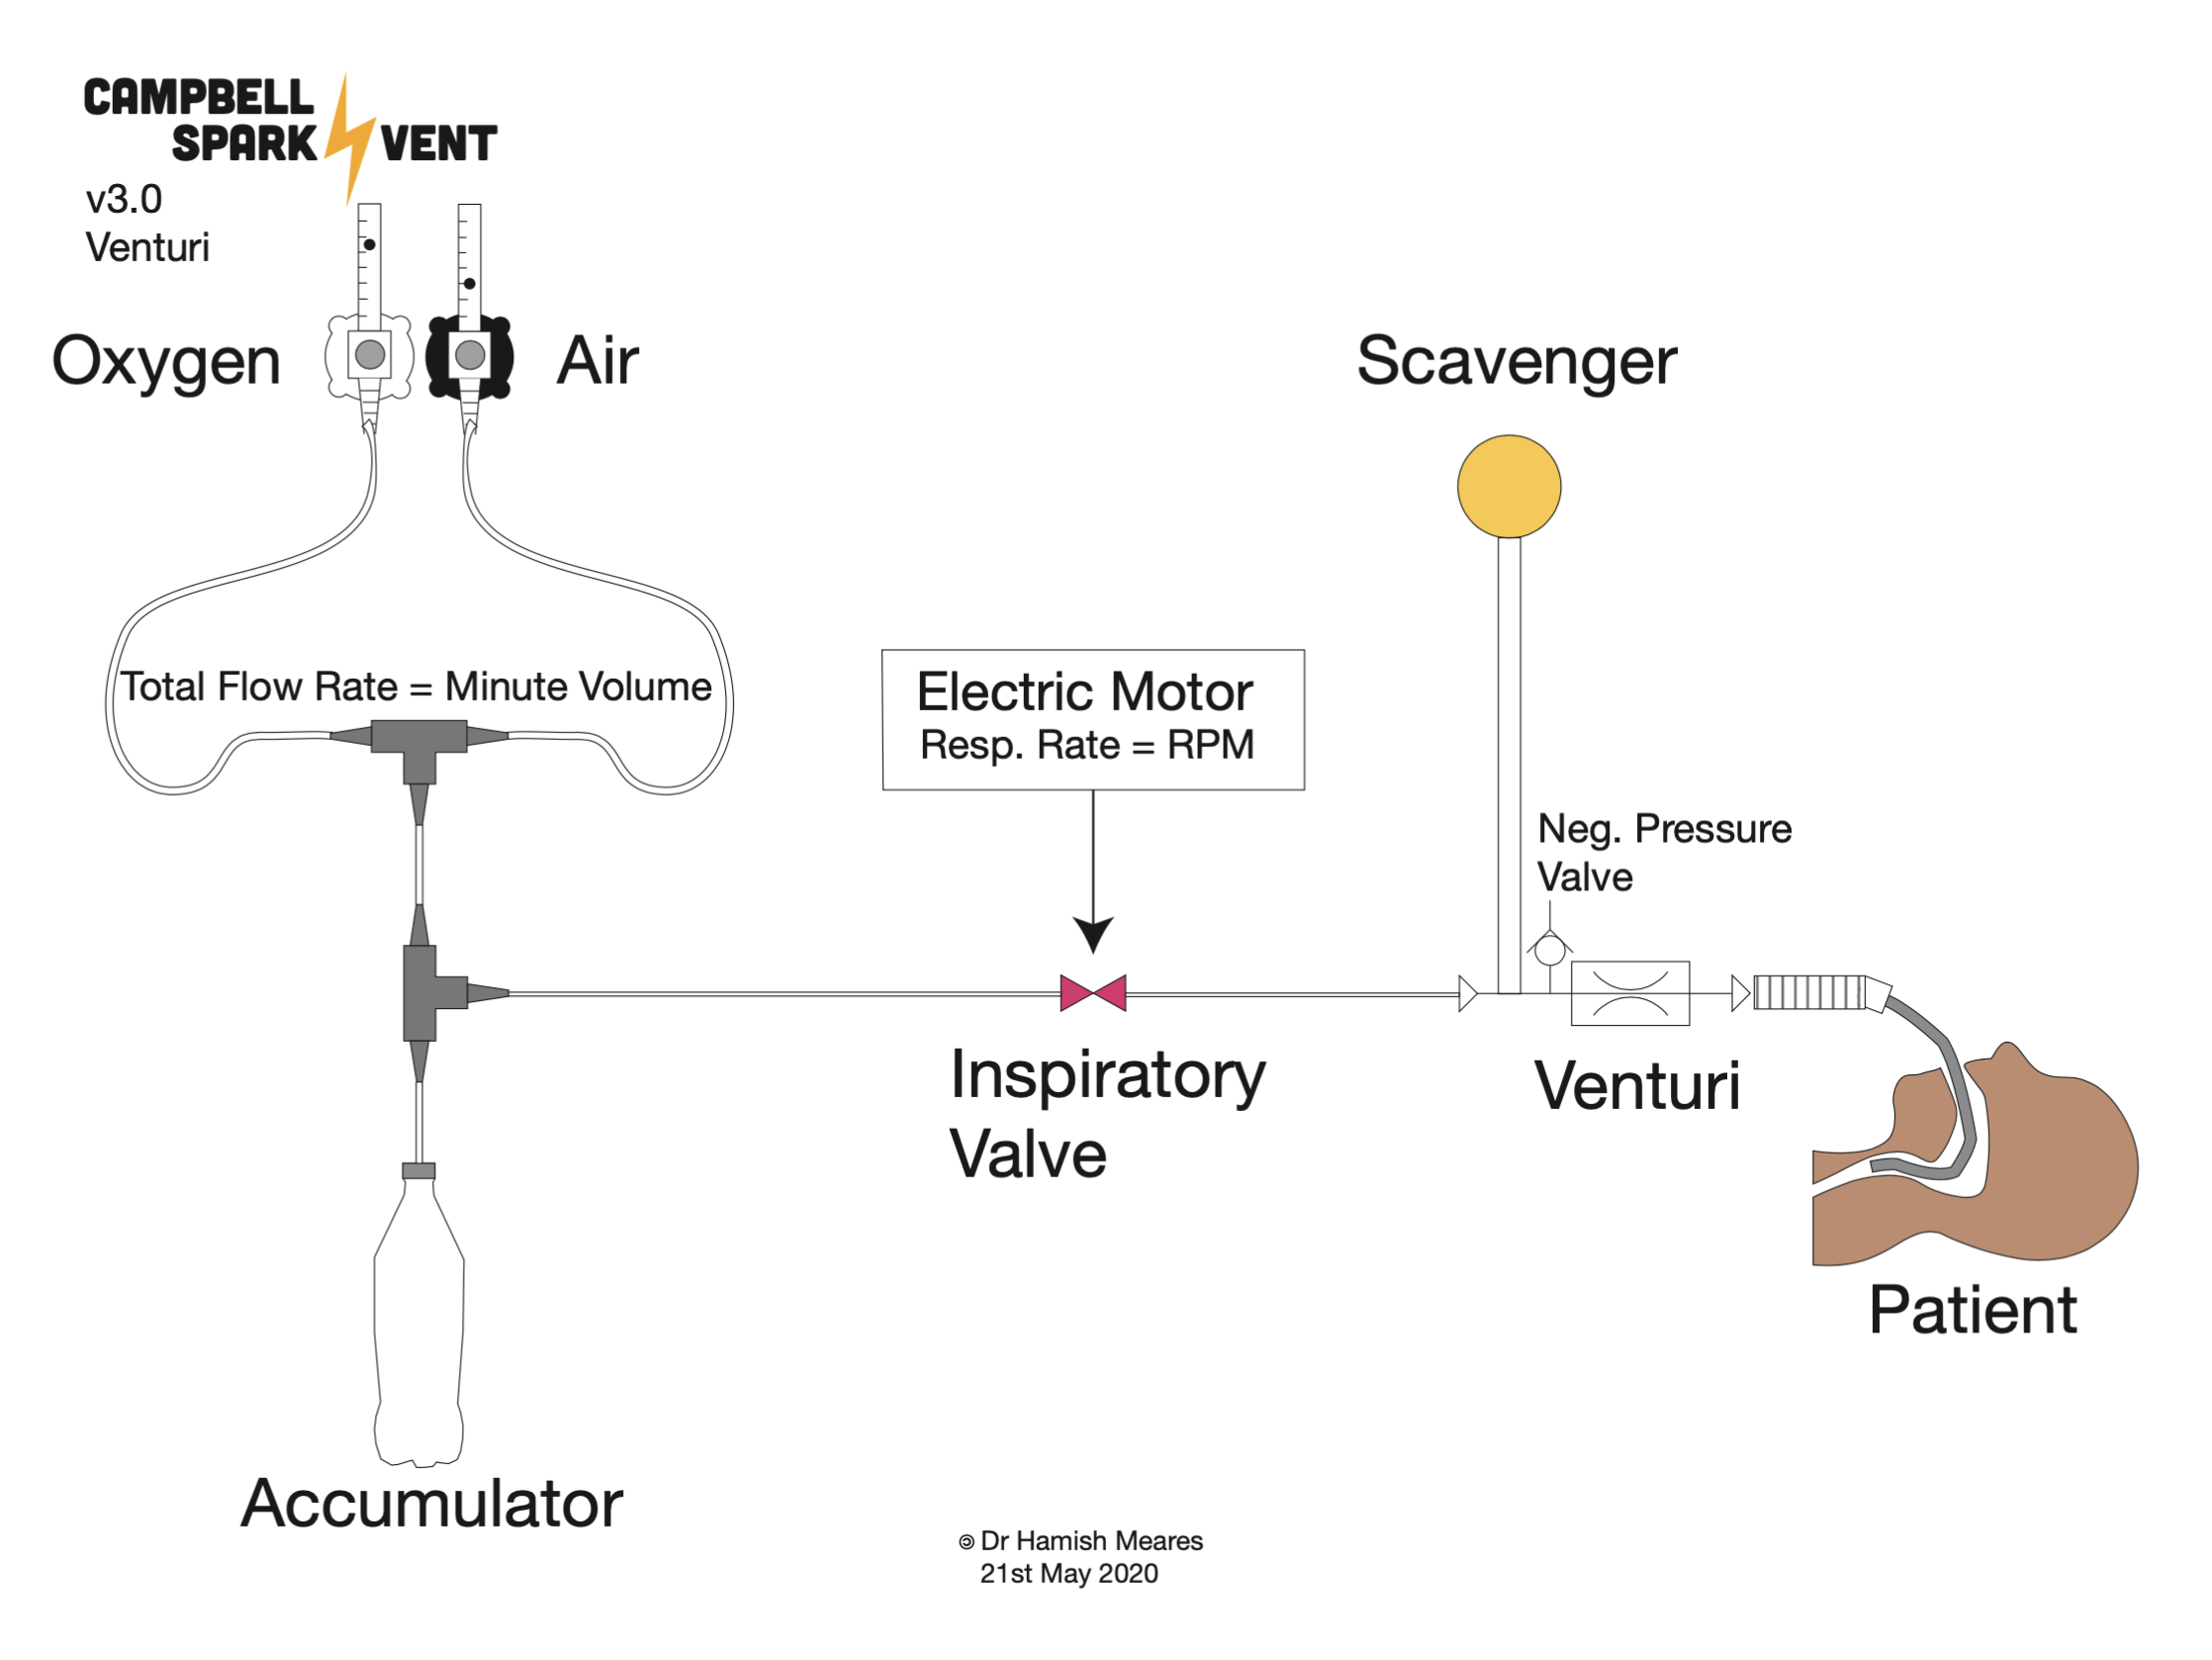 CAMPBELL
SPARK VENT
v3.0
Venturi
Oxygen
Air
Scavenger
Total Flow Rate = Minute Volume
Electric Motor
Resp. Rate = RPM
Neg. Pressure
Valve
Inspiratory
Valve
Venturi
Patient
Accumulator
🄯 Dr Hamish Meares
21st May 2020